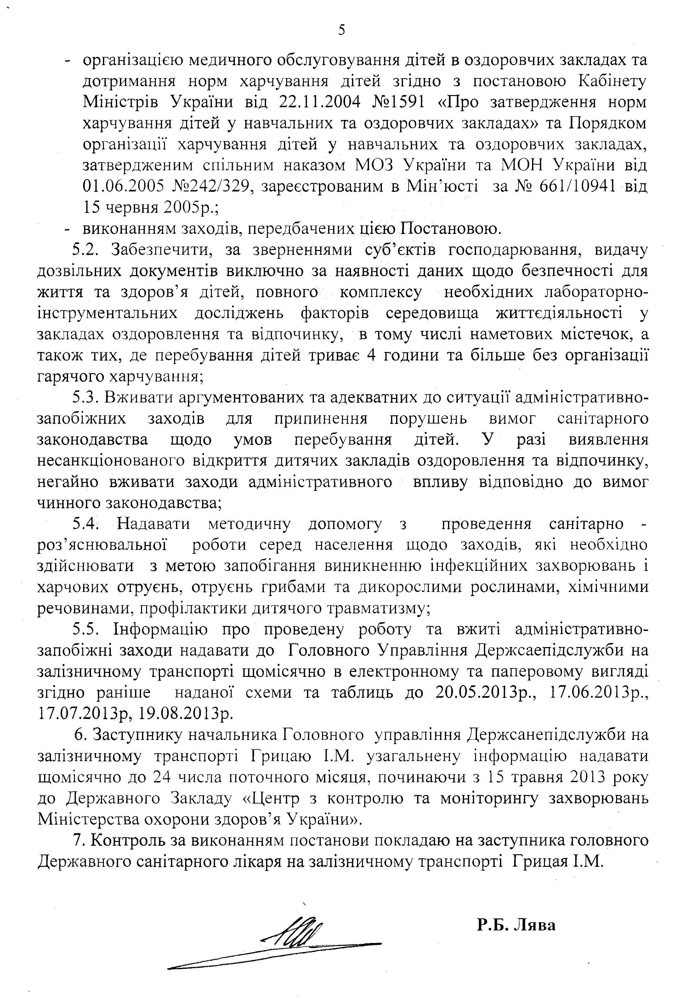 5
- організацією медичного обслуговування дітей в оздоровчих закладах та
дотримання норм харчування дітей згідно з постановою Кабінету
Міністрів України від 22.11.2004 №1591 «Про затвердження норм
харчування дітей у навчальних та оздоровчих закладах» та Порядком
організації харчування дітей у навчальних та оздоровчих закладах,
затвердженим спільним наказом МОЗ України та МОН України від
01.06.2005 №242/329, зареєстрованим в Мін’юсті за № 661/10941 від
15 червня 2005р.;
- виконанням заходів, передбачених цією Постановою.
5.2. Забезпечити, за зверненнями суб’єктів господарювання, видачу
дозвільних документів виключно за наявності даних щодо безпечності для
життя та здоров’я дітей, повного комплексу необхідних лабораторно-
інструментальних досліджень факторів середовища життєдіяльності у
закладах оздоровлення та відпочинку, в тому числі наметових містечок, а
також тих, де перебування дітей триває 4 години та більше без організації
гарячого харчування;
5.3. Вживати аргументованих та адекватних до ситуації адміністративно-
запобіжних заходів для припинення порушень вимог санітарного
законодавства щодо умов перебування дітей. У разі виявлення
несанкціонованого відкриття дитячих закладів оздоровлення та відпочинку,
негайно вживати заходи адміністративного впливу відповідно до вимог
чинного законодавства;
5.4. Надавати методичну допомогу з проведення санітарно -
роз’яснювальної роботи серед населення щодо заходів, які необхідно
здійснювати з метою запобігання виникненню інфекційних захворювань і
харчових отруєнь, отруєнь грибами та дикорослими рослинами, хімічними
речовинами, профілактики дитячого травматизму;
5.5. Інформацію про проведену роботу та вжиті адміністративно-
запобіжні заходи надавати до Головного Управління Держсаепідслужби на
залізничному транспорті щомісячно в електронному та паперовому вигляді
згідно раніше наданої схеми та таблиць до 20.05.2013р., 17.06.2013р.,
17.07.2013р, 19.08.2013р.
6. Заступнику начальника Головного управління Держсанепідслужби на
залізничному транспорті Грицаю І.М. узагальнену інформацію надавати
щомісячно до 24 числа поточного місяця, починаючи з 15 травня 2013 року
до Державного Закладу «Центр з контролю та моніторингу захворювань
Міністерства охорони здоров’я України».
7. Контроль за виконанням постанови покладаю на заступника головного
Державного санітарного лікаря на залізничному транспорті Грицая І.М.
Р.Б. Лява